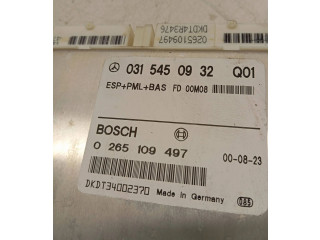 DKDT4R3476
0265109497
031 545 09 32 Q01
ESP+PML+BAS FD 00M08
BOSCH
0 265 109 497 00-08-23
DKDT34002370 Made in Germany